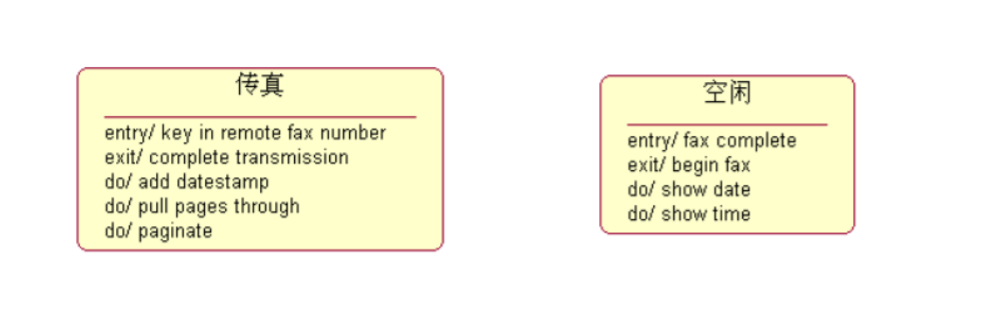 传真
entry/ key in remote fax number
exit/ complete transmission
do/ add datestamp
do/ pull pages through
do/ paginate
空闲
entry/ fax complete
exit/ begin fax
do/ show date
do/ show time